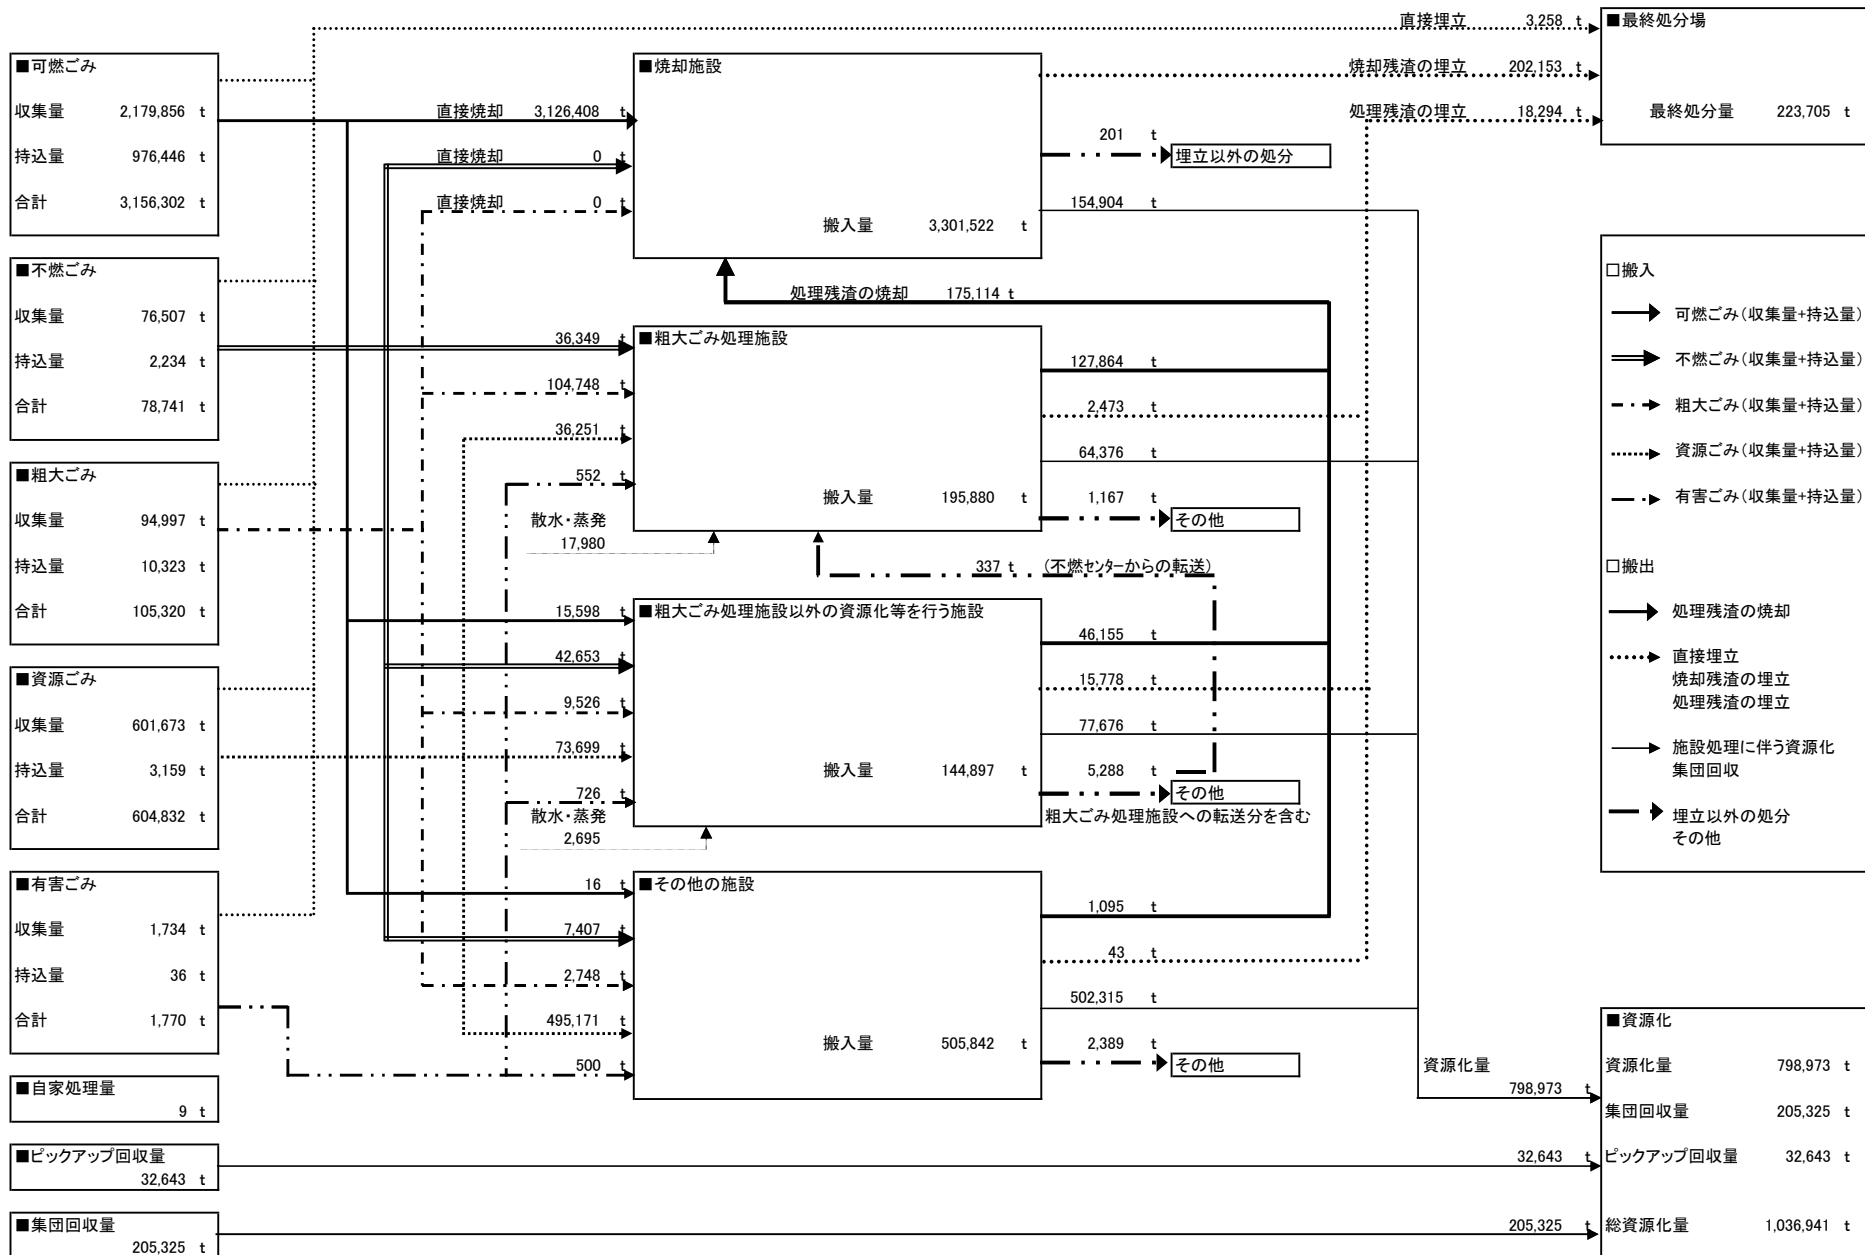 ■可燃ごみ
収集量 2,179,856 t
持込量 976,446 t
合計 3,156,302 t
■不燃ごみ
収集量 76,507 t
持込量 2,234 t
合計 78,741 t
■粗大ごみ
収集量 94,997 t
持込量 10,323 t
合計 105,320 t
■資源ごみ
収集量 601,673 t
持込量 3,159 t
合計 604,832 t
■有害ごみ
収集量 1,734 t
持込量 36 t
合計 1,770 t
■自家処理量
9 t
■ピックアップ回収量
32,643 t
■集団回収量
205,325 t
直接焼却 3,126,408 t
直接焼却 0 t
直接焼却 0 t
■焼却施設
搬入量 3,301,522 t
処理残渣の焼却 175,114 t
36,349 t
104,748 t
36,251 t
552 t
散水・蒸発
17,980
■粗大ごみ処理施設
搬入量 195,880 t
337 t (不燃センターからの転送)
15,598 t
42,653 t
9,526 t
73,699 t
726 t
散水・蒸発
2,695
■粗大ごみ処理施設以外の資源化等を行う施設
搬入量 144,897 t
16 t
7,407 t
2,748 t
495,171 t
500 t
■その他の施設
搬入量 505,842 t
直接埋立 3,258 t
焼却残渣の埋立 202,153 t
処理残渣の埋立 18,294 t
201 t
埋立以外の処分
154,904 t
127,864 t
2,473 t
64,376 t
1,167 t
その他
46,155 t
15,778 t
77,676 t
5,288 t
その他
粗大ごみ処理施設への転送分を含む
1,095 t
43 t
502,315 t
2,389 t
その他
資源化量
798,973 t
32,643 t
205,325 t
■最終処分場
最終処分量 223,705 t
□搬入
可燃ごみ(収集量+持込量)
不燃ごみ(収集量+持込量)
粗大ごみ(収集量+持込量)
資源ごみ(収集量+持込量)
有害ごみ(収集量+持込量)
□搬出
処理残渣の焼却
直接埋立
焼却残渣の埋立
処理残渣の埋立
施設処理に伴う資源化
集団回収
埋立以外の処分
その他
■資源化
資源化量 798,973 t
集団回収量 205,325 t
ピックアップ回収量 32,643 t
総資源化量 1,036,941 t